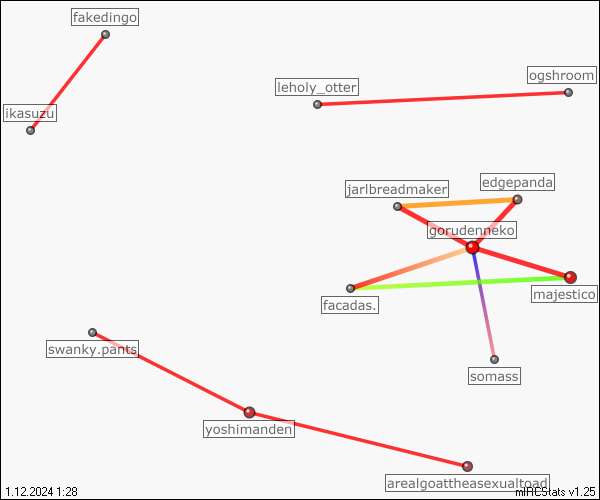 fakedingo
ikasuzu
leholy_otter
ogshroom
jarlbreadmaker
edgepanda
gorudenneko
facadas.
majestico
swanky.pants
somass
yoshimanden
arealgoattheasexualtoad
1.12.2024 1:28
mIRCStats v1.25